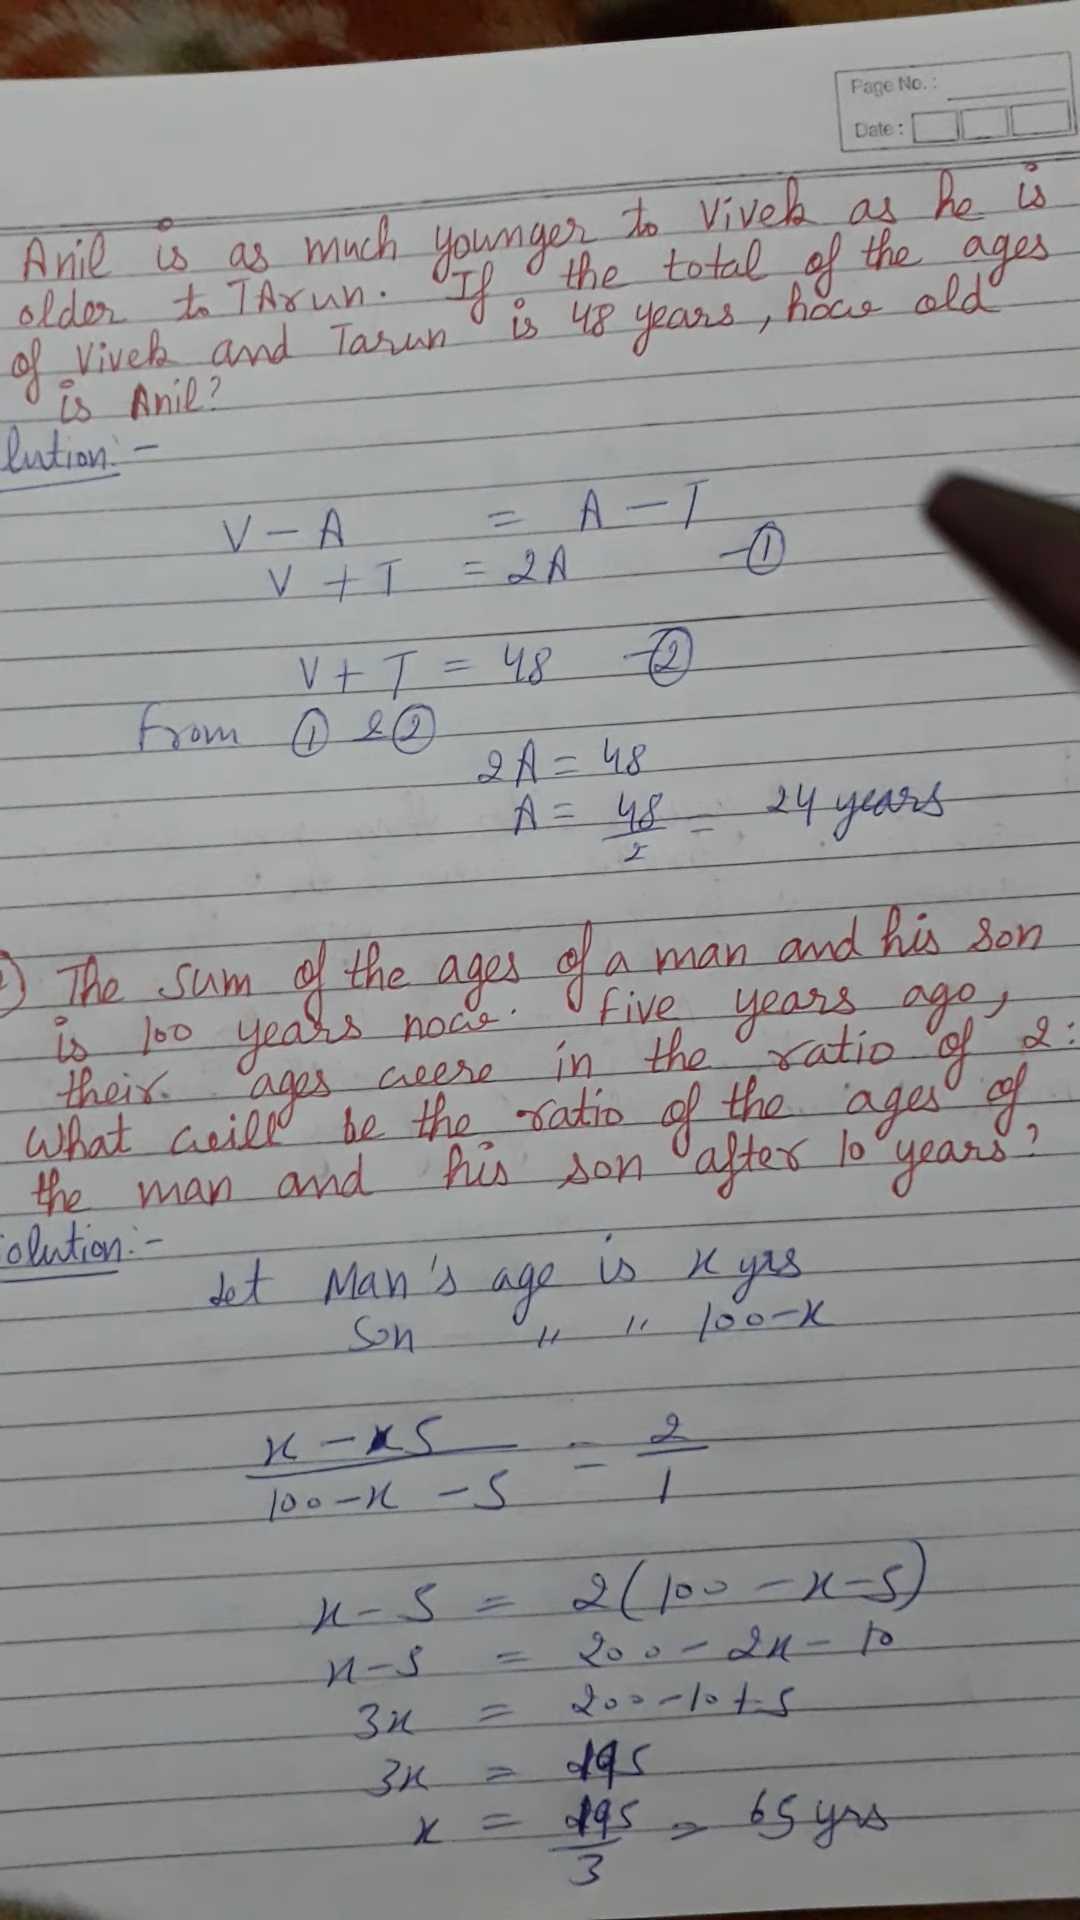 Page No. :
Date :
Anil is as much younger to Vivek as he is
older to TArun. If the total of the ages
of Vivek and Tarun is 48 years, how old
is Anil?
lution:-
V - A = A - T
V + T = 2A -①
V + T = 48 -②
from ① & ②
2A = 48
A = 48/2 = 24 years
) The sum of the ages of a man and his son
is 100 years now. five years ago,
their ages were in the ratio of 2:
What will be the ratio of the ages of
the man and his son after 10 years?
olution:-
Let Man's age is x yrs
Son " " 100-x
x - 5 / 100-x - 5 = 2/1
x - 5 = 2(100 - x - 5)
x - 5 = 200 - 2x - 10
3x = 200 - 10 + 5
3x = 195
x = 195/3 = 65 yrs